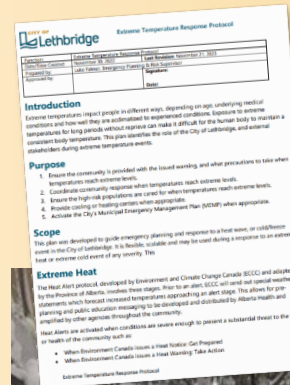 CITY OF
Lethbridge
Extreme Temperature Response Protocol
Function: Extreme Temperature Response Protocol
Date/Time Created: November 30, 2022 Last Revision: November 21, 2023
Prepared by: Luke Palmer, Emergency Planning & Risk Supervisor
Approved by: Signature:
Date:
Introduction
Extreme temperatures impact people in different ways, depending on age, underlying medical
conditions and how well they are acclimatized to experienced conditions. Exposure to extreme
temperatures for long periods without reprieve can make it difficult for the human body to maintain a
consistent body temperature. This plan identifies the role of the City of Lethbridge, and external
stakeholders during extreme temperature events.
Purpose
1. Ensure the community is provided with the issued warning, and what precautions to take when
temperatures reach extreme levels.
2. Coordinate community response when temperatures reach extreme levels.
3. Ensure the high-risk populations are cared for when temperatures reach extreme levels.
4. Provide cooling or heating centers when appropriate.
5. Activate the City's Municipal Emergency Management Plan (MEMP) when appropriate.
Scope
This plan was developed to guide emergency planning and response to a heat wave, or cold/freeze
event in the City of Lethbridge. It is flexible, scalable and may be used during a response to an extreme
heat or extreme cold event of any severity. This
Extreme Heat
The Heat Alert protocol, developed by Environment and Climate Change Canada (ECCC) and adapted
by the Province of Alberta, involves three stages. Prior to an alert, ECCC will send out special weather
statements which forecast increased temperatures approaching an alert stage. This allows for pre-
planning and public education messaging to be developed and distributed by Alberta Health and
amplified by other agencies throughout the community.
Heat Alerts are activated when conditions are severe enough to present a substantial threat to the
or health of the community such as:
• When Environment Canada issues a Heat Notice: Get Prepared
• When Environment Canada issues a Heat Warning: Take Action
Extreme Temperature Response Protocol